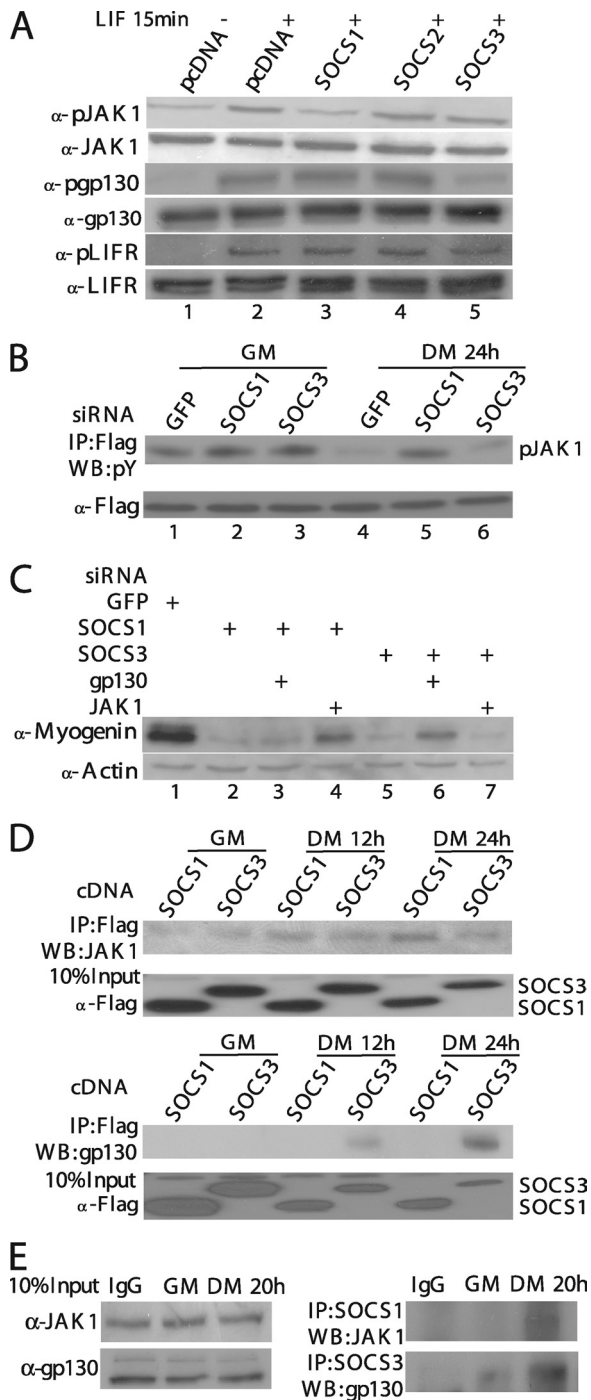 A
LIF 15min - + + + +
pcDNA pcDNA SOCS1 SOCS2 SOCS3
α-pJAK1
α-JAK1
α-pgp130
α-gp130
α-pLIFR
α-LIFR
1 2 3 4 5
B
GM DM 24h
siRNA GFP SOCS1 SOCS3 GFP SOCS1 SOCS3
IP:Flag
WB:pY
pJAK1
α-Flag
1 2 3 4 5 6
C
siRNA
GFP +
SOCS1 + + +
SOCS3 + + +
gp130 + +
JAK1 + +
α-Myogenin
α-Actin
1 2 3 4 5 6 7
D
GM DM 12h DM 24h
cDNA SOCS1 SOCS3 SOCS1 SOCS3 SOCS1 SOCS3
IP:Flag
WB:JAK1
10%Input
α-Flag
SOCS3
SOCS1
GM DM 12h DM 24h
cDNA SOCS1 SOCS3 SOCS1 SOCS3 SOCS1 SOCS3
IP:Flag
WB:gp130
10%Input
α-Flag
SOCS3
SOCS1
E
10%Input IgG GM DM 20h
α-JAK1
α-gp130
IgG GM DM 20h
IP:SOCS1
WB:JAK1
IP:SOCS3
WB:gp130